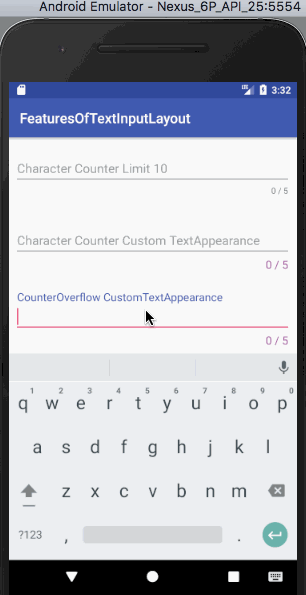 Android Emulator - Nexus_6P_API_25:5554
3:32
FeaturesOfTextInputLayout
Character Counter Limit 10
0 / 5
Character Counter Custom TextAppearance
0 / 5
CounterOverflow CustomTextAppearance
0 / 5
1 2 3 4 5 6 7 8 9 0
q w e r t y u i o p
a s d f g h j k l
z x c v b n m
?123 , .